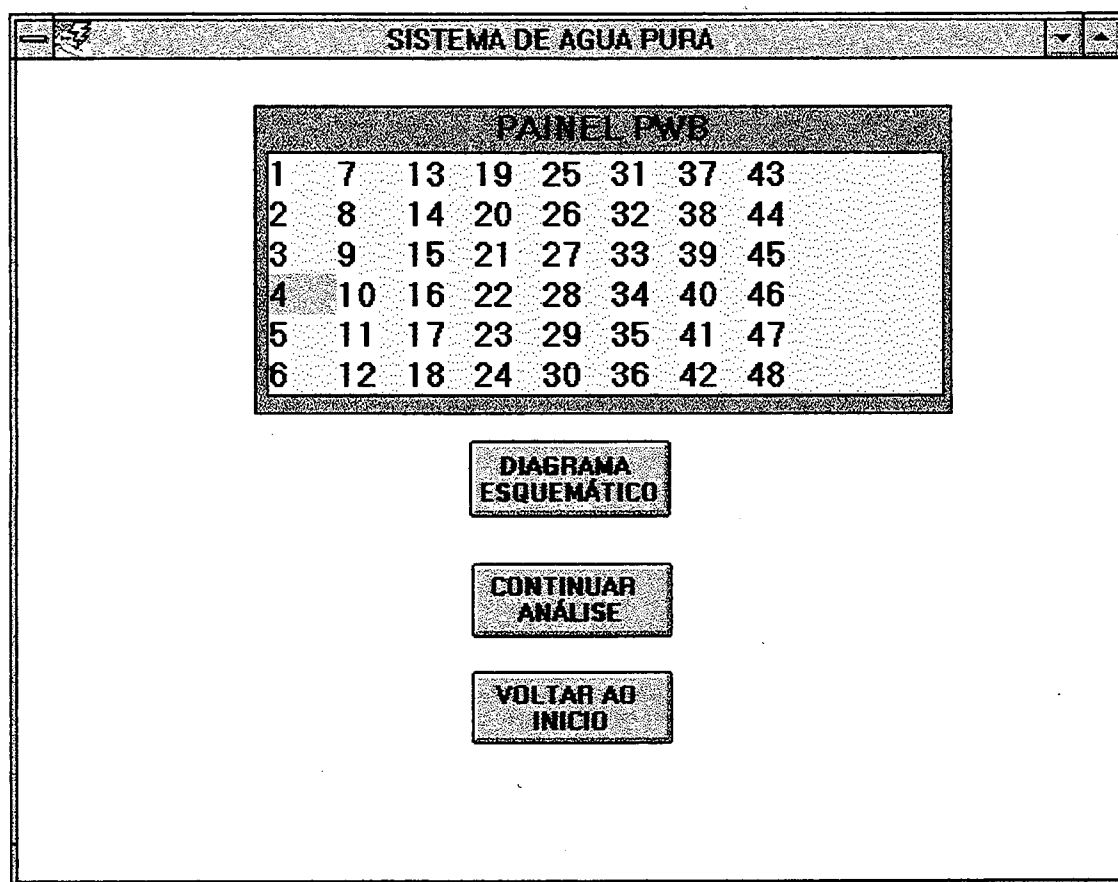 SISTEMA DE AGUA PURA
PAINEL PWB
1 7 13 19 25 31 37 43
2 8 14 20 26 32 38 44
3 9 15 21 27 33 39 45
4 10 16 22 28 34 40 46
5 11 17 23 29 35 41 47
6 12 18 24 30 36 42 48
DIAGRAMA
ESQUEMÁTICO
CONTINUAR
ANÁLISE
VOLTAR AO
INICIO